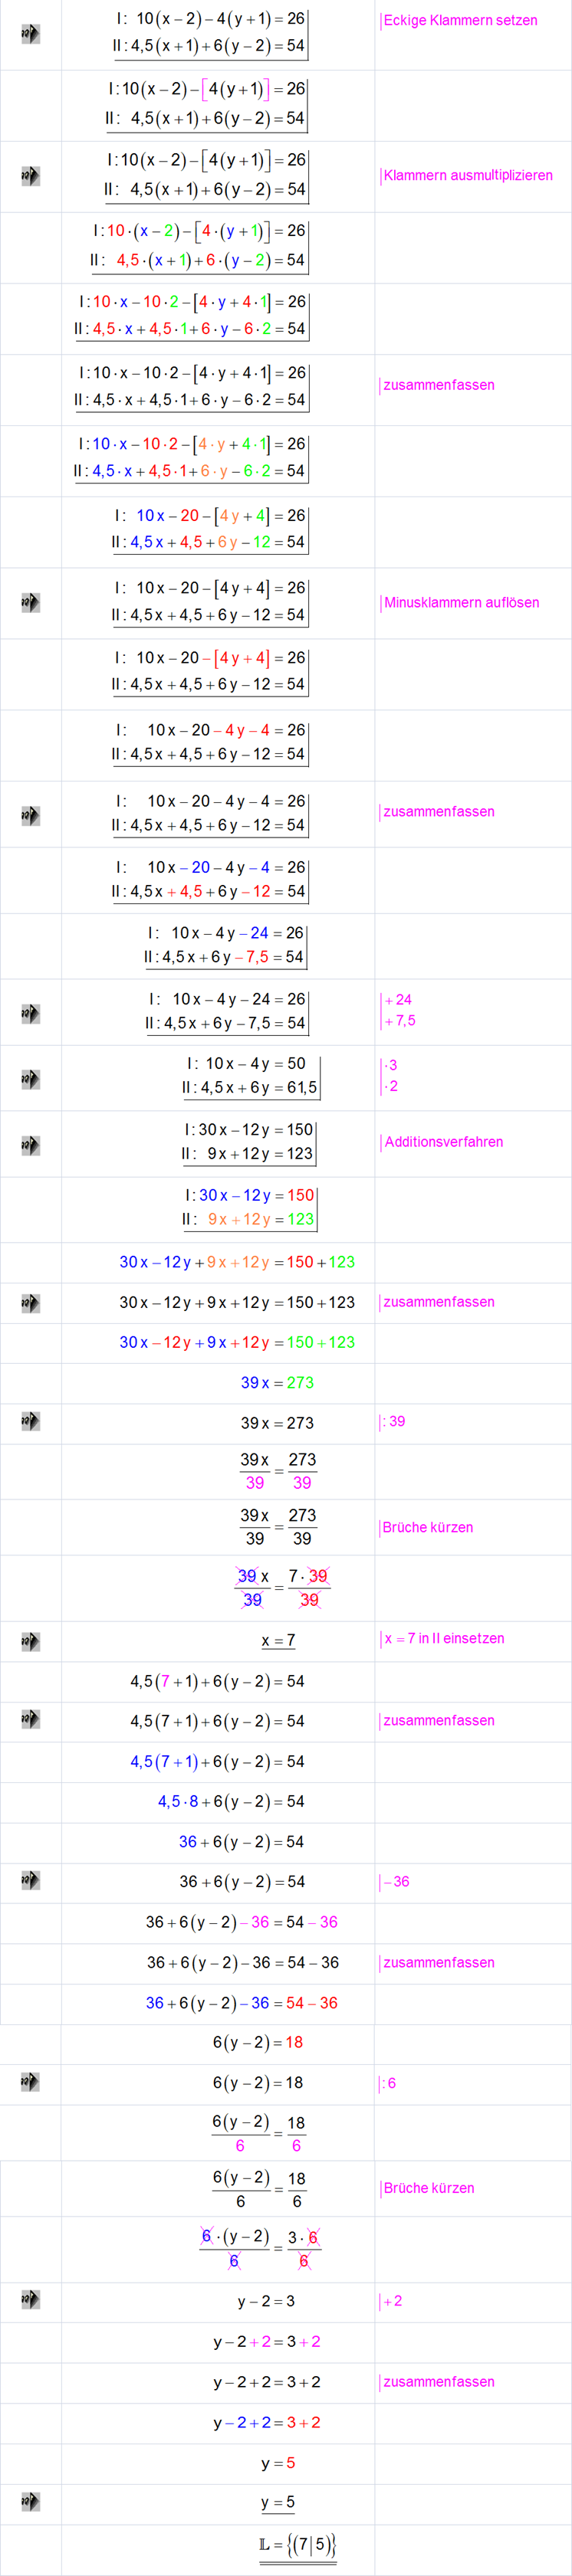 I: 10(x − 2) − 4(y + 1) = 26 |Eckige Klammern setzen
II: 4,5(x + 1) + 6(y − 2) = 54
I: 10(x − 2) − [4(y + 1)] = 26
II: 4,5(x + 1) + 6(y − 2) = 54
I: 10(x − 2) − [4(y + 1)] = 26
II: 4,5(x + 1) + 6(y − 2) = 54 |Klammern ausmultiplizieren
I: 10·(x − 2) − [4·(y + 1)] = 26
II: 4,5·(x + 1) + 6·(y − 2) = 54
I: 10·x − 10·2 − [4·y + 4·1] = 26
II: 4,5·x + 4,5·1 + 6·y − 6·2 = 54
I: 10·x − 10·2 − [4·y + 4·1] = 26 |zusammenfassen
II: 4,5·x + 4,5·1 + 6·y − 6·2 = 54
I: 10·x − 10·2 − [4·y + 4·1] = 26
II: 4,5·x + 4,5·1 + 6·y − 6·2 = 54
I: 10x − 20 − [4y + 4] = 26
II: 4,5x + 4,5 + 6y − 12 = 54
I: 10x − 20 − [4y + 4] = 26 |Minusklammern auflösen
II: 4,5x + 4,5 + 6y − 12 = 54
I: 10x − 20 − [4y + 4] = 26
II: 4,5x + 4,5 + 6y − 12 = 54
I: 10x − 20 − 4y − 4 = 26
II: 4,5x + 4,5 + 6y − 12 = 54
I: 10x − 20 − 4y − 4 = 26 |zusammenfassen
II: 4,5x + 4,5 + 6y − 12 = 54
I: 10x − 20 − 4y − 4 = 26
II: 4,5x + 4,5 + 6y − 12 = 54
I: 10x − 4y − 24 = 26
II: 4,5x + 6y − 7,5 = 54
I: 10x − 4y − 24 = 26 |+ 24
II: 4,5x + 6y − 7,5 = 54 |+ 7,5
I: 10x − 4y = 50 |·3
II: 4,5x + 6y = 61,5 |·2
I: 30x − 12y = 150 |Additionsverfahren
II: 9x + 12y = 123
I: 30x − 12y = 150
II: 9x + 12y = 123
30x − 12y + 9x + 12y = 150 + 123
30x − 12y + 9x + 12y = 150 + 123 |zusammenfassen
30x − 12y + 9x + 12y = 150 + 123
39x = 273
39x = 273 |: 39
39x/39 = 273/39
39x/39 = 273/39 |Brüche kürzen
39x/39 = 7·39/39
x = 7 |x = 7 in II einsetzen
4,5(7 + 1) + 6(y − 2) = 54
4,5(7 + 1) + 6(y − 2) = 54 |zusammenfassen
4,5(7 + 1) + 6(y − 2) = 54
4,5·8 + 6(y − 2) = 54
36 + 6(y − 2) = 54
36 + 6(y − 2) = 54 |− 36
36 + 6(y − 2) − 36 = 54 − 36
36 + 6(y − 2) − 36 = 54 − 36 |zusammenfassen
36 + 6(y − 2) − 36 = 54 − 36
6(y − 2) = 18
6(y − 2) = 18 |: 6
6(y − 2)/6 = 18/6
6(y − 2)/6 = 18/6 |Brüche kürzen
6·(y − 2)/6 = 3·6/6
y − 2 = 3 |+ 2
y − 2 + 2 = 3 + 2
y − 2 + 2 = 3 + 2 |zusammenfassen
y − 2 + 2 = 3 + 2
y = 5
y = 5
𝕃 = {(7|5)}